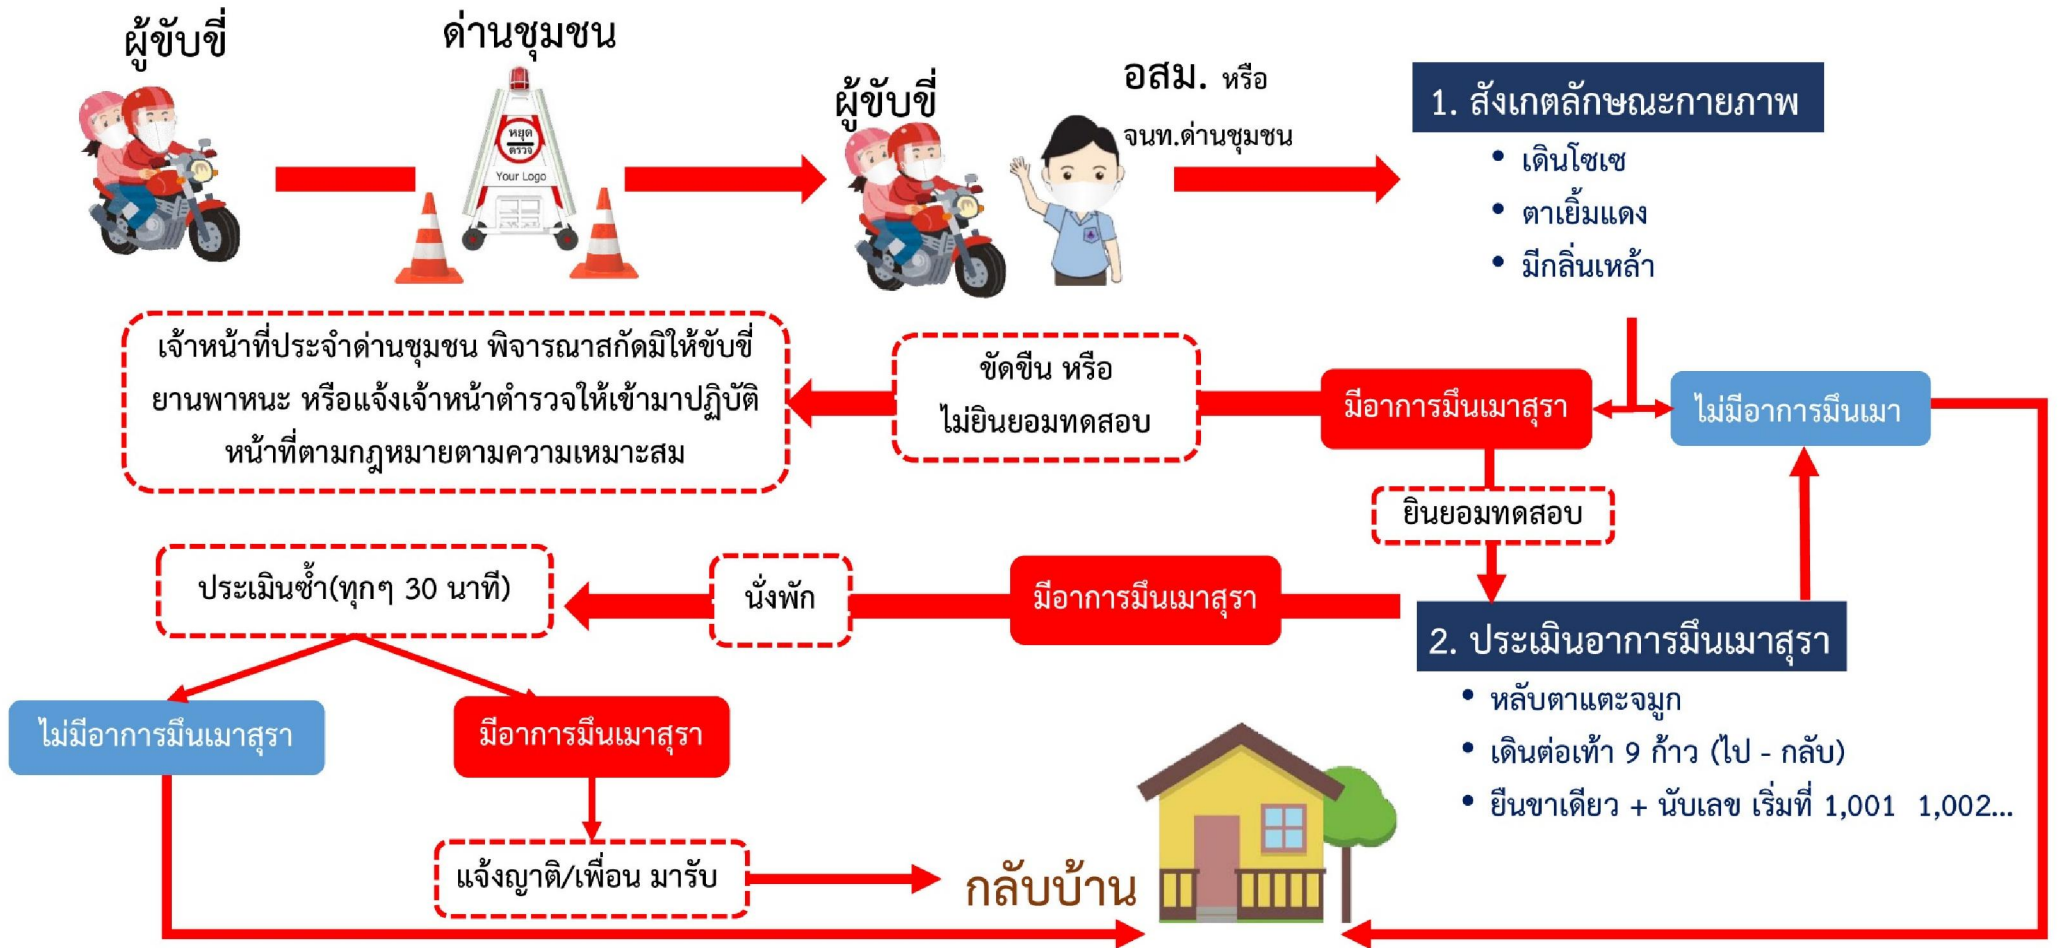 ผู้ขับขี่
ด่านชุมชน
หยุด
ตรวจ
Your Logo
ผู้ขับขี่
อสม. หรือ
จนท.ด่านชุมชน
1. สังเกตลักษณะกายภาพ
• เดินโซเซ
• ตาเยิ้มแดง
• มีกลิ่นเหล้า
เจ้าหน้าที่ประจำด่านชุมชน พิจารณาสกัดมิให้ขับขี่
ยานพาหนะ หรือแจ้งเจ้าหน้าตำรวจให้เข้ามาปฏิบัติ
หน้าที่ตามกฎหมายตามความเหมาะสม
ขัดขืน หรือ
ไม่ยินยอมทดสอบ
มีอาการมึนเมาสุรา
ไม่มีอาการมึนเมา
ยินยอมทดสอบ
ประเมินซ้ำ(ทุกๆ 30 นาที)
นั่งพัก
มีอาการมึนเมาสุรา
2. ประเมินอาการมึนเมาสุรา
• หลับตาแตะจมูก
• เดินต่อเท้า 9 ก้าว (ไป - กลับ)
• ยืนขาเดียว + นับเลข เริ่มที่ 1,001 1,002...
ไม่มีอาการมึนเมาสุรา
มีอาการมึนเมาสุรา
แจ้งญาติ/เพื่อน มารับ
กลับบ้าน